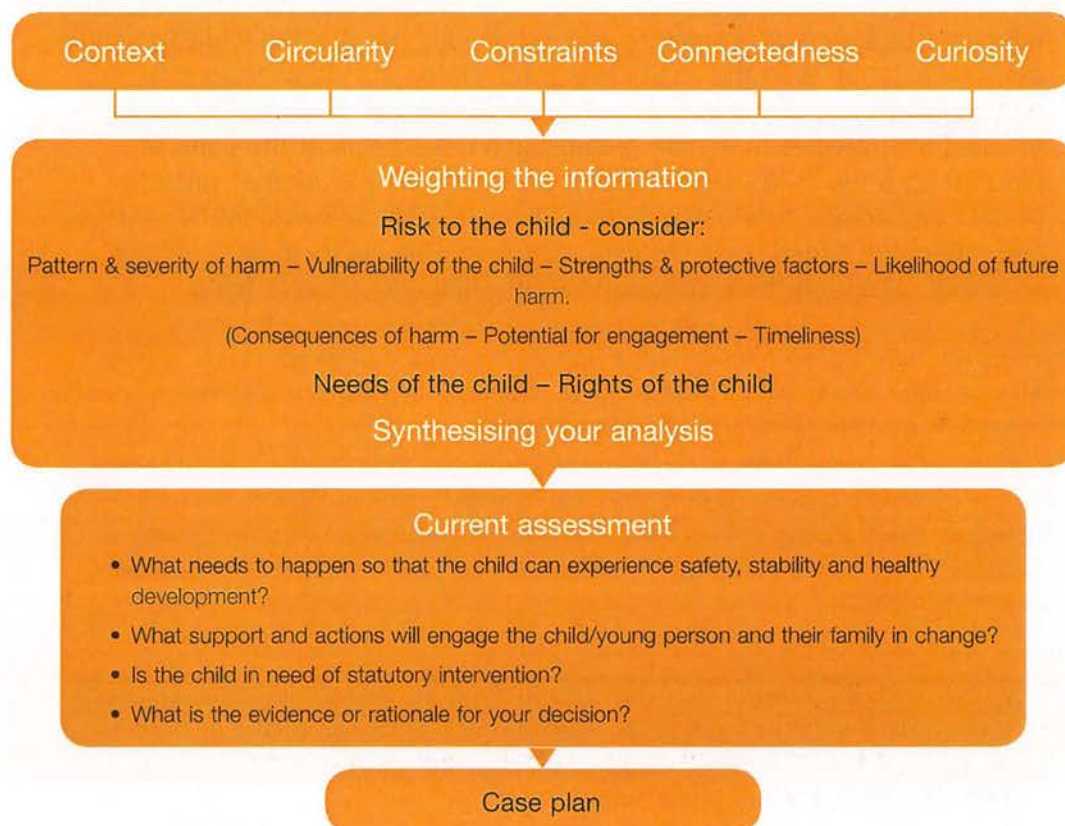 Context Circularity Constraints Connectedness Curiosity
Weighting the information
Risk to the child - consider:
Pattern & severity of harm – Vulnerability of the child – Strengths & protective factors – Likelihood of future
harm.
(Consequences of harm – Potential for engagement – Timeliness)
Needs of the child – Rights of the child
Synthesising your analysis
Current assessment
• What needs to happen so that the child can experience safety, stability and healthy
development?
• What support and actions will engage the child/young person and their family in change?
• Is the child in need of statutory intervention?
• What is the evidence or rationale for your decision?
Case plan